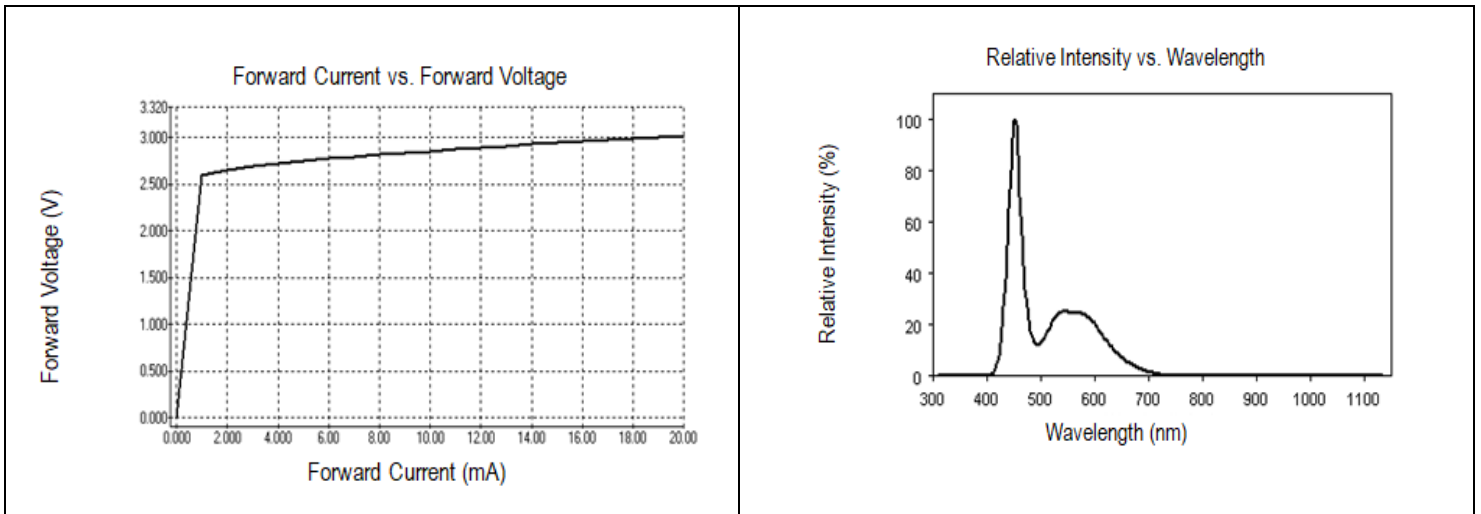 Forward Current vs. Forward Voltage
Forward Voltage (V)
3.320
3.000
2.500
2.000
1.500
1.000
0.500
0.000
0.000 2.000 4.000 6.00 8.00 10.00 12.00 14.00 16.00 18.00 20.00
Forward Current (mA)
Relative Intensity vs. Wavelength
Relative Intensity (%)
100
80
60
40
20
0
300 400 500 600 700 800 900 1000 1100
Wavelength (nm)